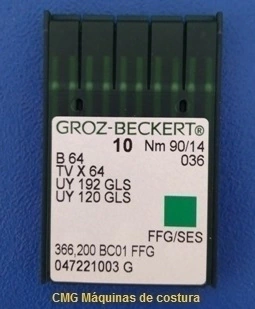 GROZ-BECKERT®
10 Nm 90/14
036
B 64
TV X 64
UY 192 GLS
UY 120 GLS
FFG/SES
366,200 BC01 FFG
047221003 G
CMG Máquinas de costura